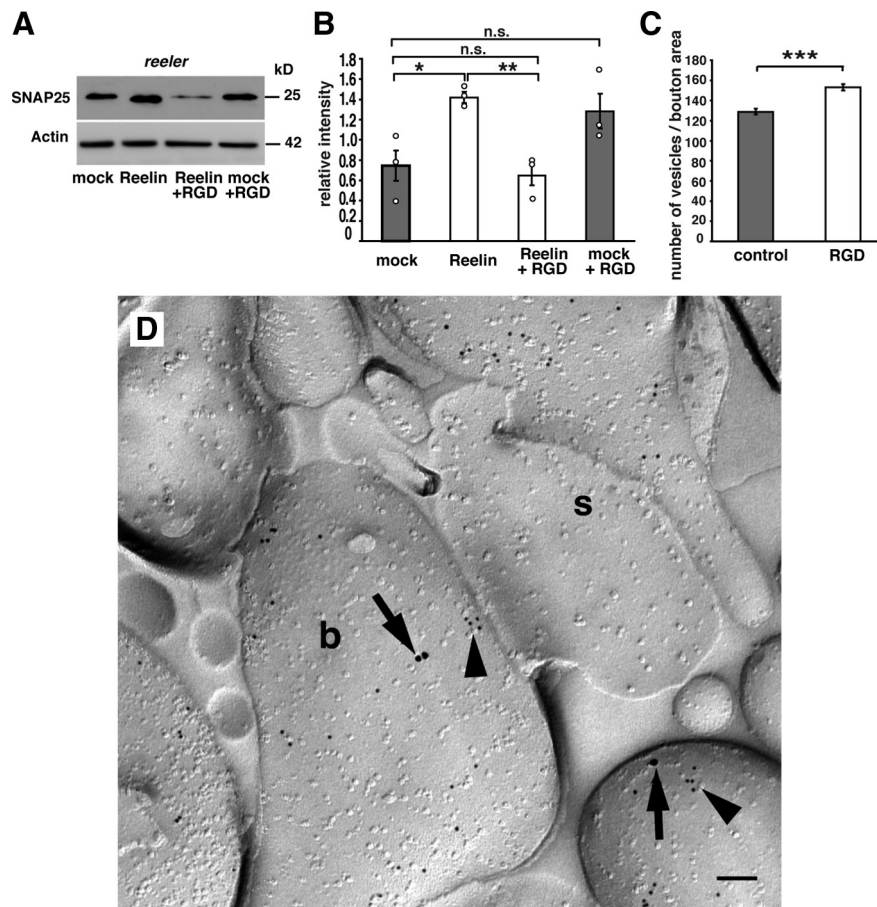 A
reeler
kD
SNAP25
25
Actin
42
mock Reelin Reelin mock
+RGD +RGD
B
n.s.
n.s.
* **
relative intensity
1.8
1.6
1.4
1.2
1.0
0.8
0.6
0.4
0.2
0
mock Reelin Reelin mock
+ RGD + RGD
C
***
number of vesicles / bouton area
180
160
140
120
100
80
60
40
20
0
control RGD
D
s
b